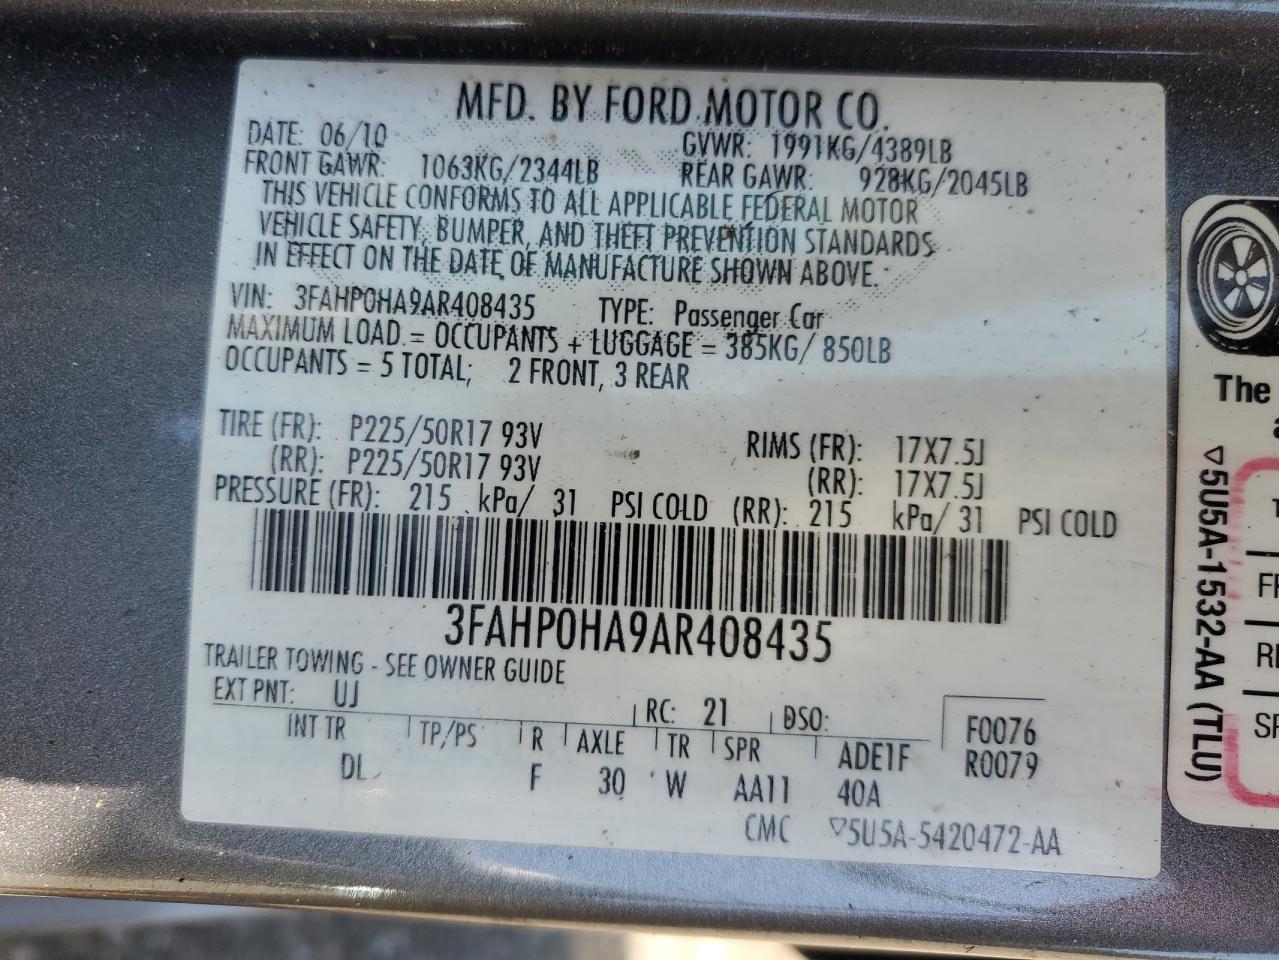 MFD. BY FORD MOTOR CO.
DATE: 06/10 GVWR: 1991KG/4389LB
FRONT GAWR: 1063KG/2344LB REAR GAWR: 928KG/2045LB
THIS VEHICLE CONFORMS TO ALL APPLICABLE FEDERAL MOTOR
VEHICLE SAFETY, BUMPER, AND THEFT PREVENTION STANDARDS
IN EFFECT ON THE DATE OF MANUFACTURE SHOWN ABOVE.
VIN: 3FAHP0HA9AR408435 TYPE: Passenger Car
MAXIMUM LOAD = OCCUPANTS + LUGGAGE = 385KG/ 850LB
OCCUPANTS = 5 TOTAL; 2 FRONT, 3 REAR
TIRE (FR): P225/50R17 93V RIMS (FR): 17X7.5J
(RR): P225/50R17 93V (RR): 17X7.5J
PRESSURE (FR): 215 kPa/ 31 PSI COLD (RR): 215 kPa/ 31 PSI COLD
3FAHP0HA9AR408435
TRAILER TOWING - SEE OWNER GUIDE
EXT PNT: UJ RC: 21 DSO: F0076
INT TR TP/PS R AXLE TR SPR ADE1F R0079
DL F 30 W AA11 40A
CMC ▽5U5A-5420472-AA
The
▽5U5A-1532-AA (TLU)